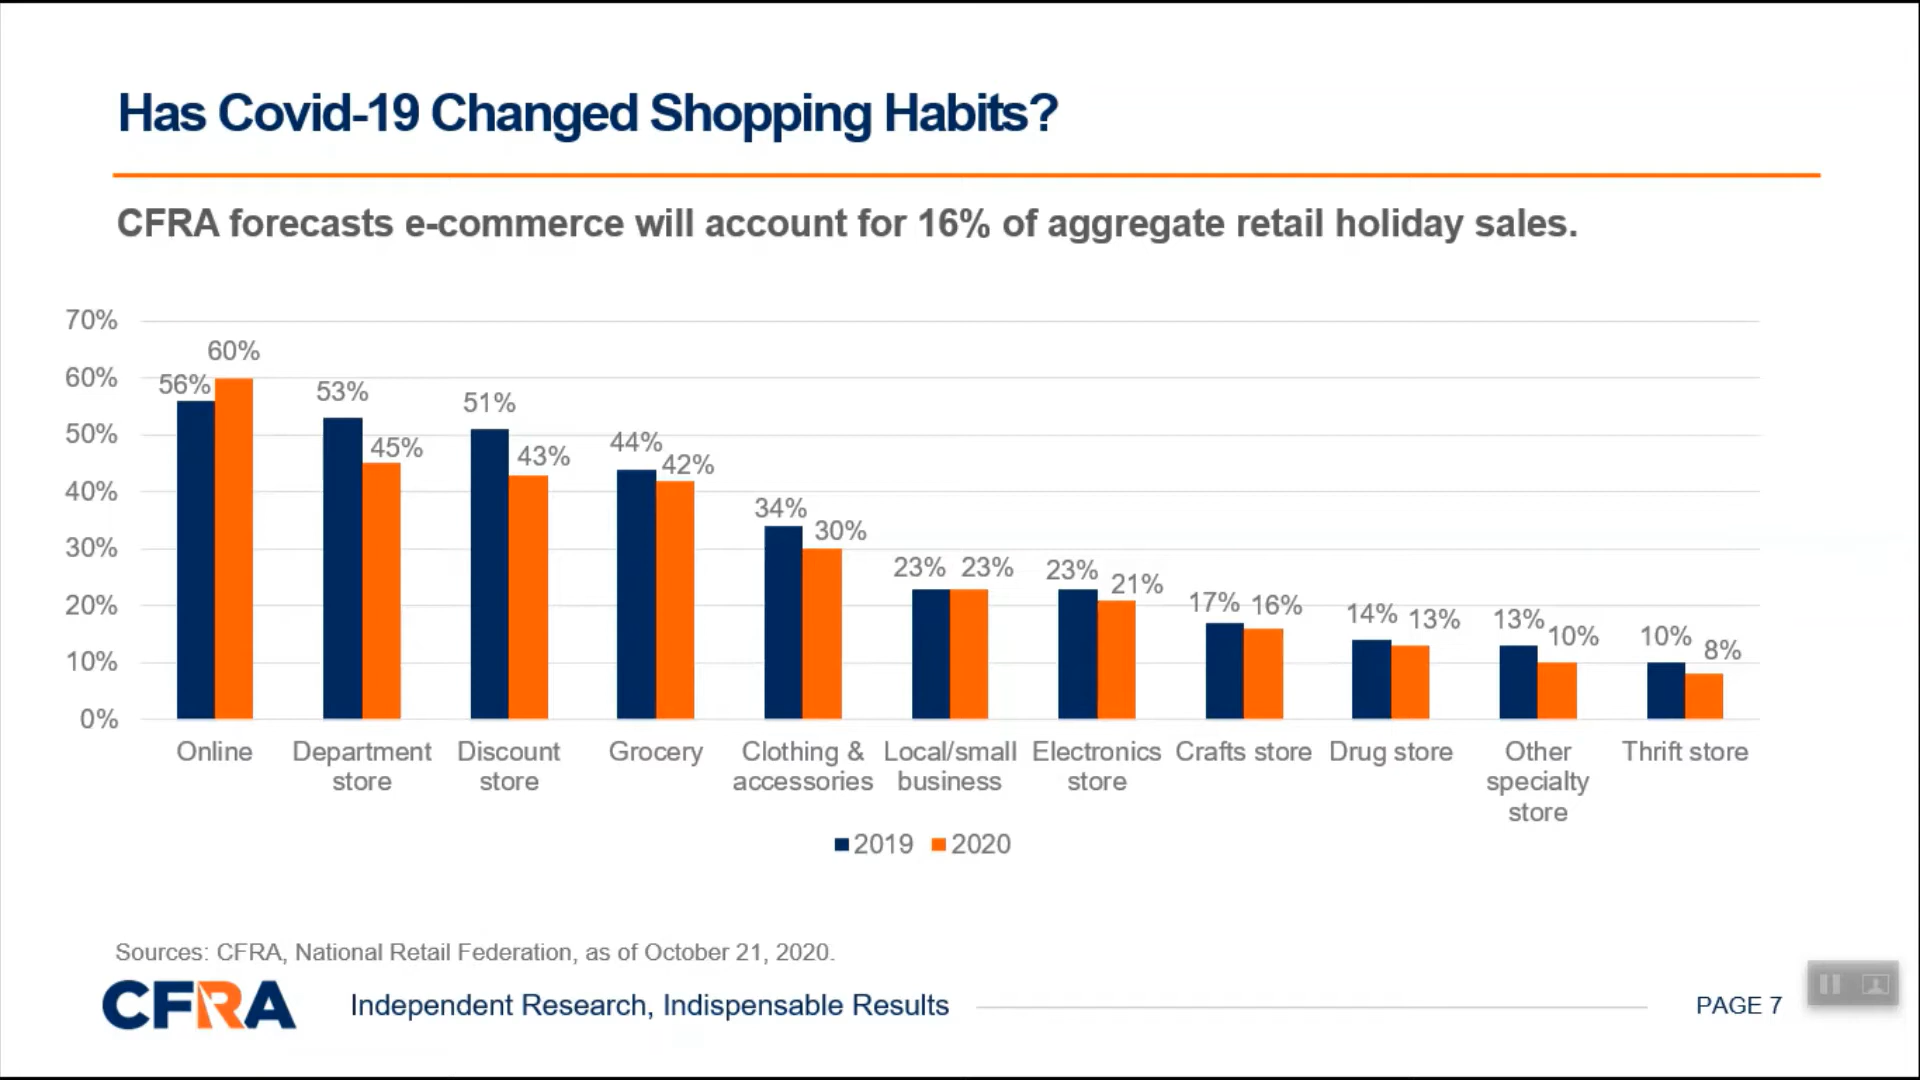 Has Covid-19 Changed Shopping Habits?
CFRA forecasts e-commerce will account for 16% of aggregate retail holiday sales.
70%
60%
50%
40%
30%
20%
10%
0%
56%
60%
53%
45%
51%
43%
44%
42%
34%
30%
23%
23%
23%
21%
17%
16%
14%
13%
13%
10%
10%
8%
Online
Department
store
Discount
store
Grocery
Clothing &
accessories
Local/small
business
Electronics
store
Crafts store
Drug store
Other
specialty
store
Thrift store
2019
2020
Sources: CFRA, National Retail Federation, as of October 21, 2020.
CFRA
Independent Research, Indispensable Results
PAGE 7